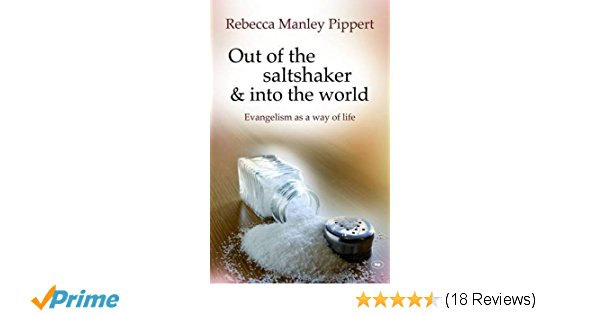 Rebecca Manley Pippert
Out of the
saltshaker
& into the world
Evangelism as a way of life
Prime
(18 Reviews)